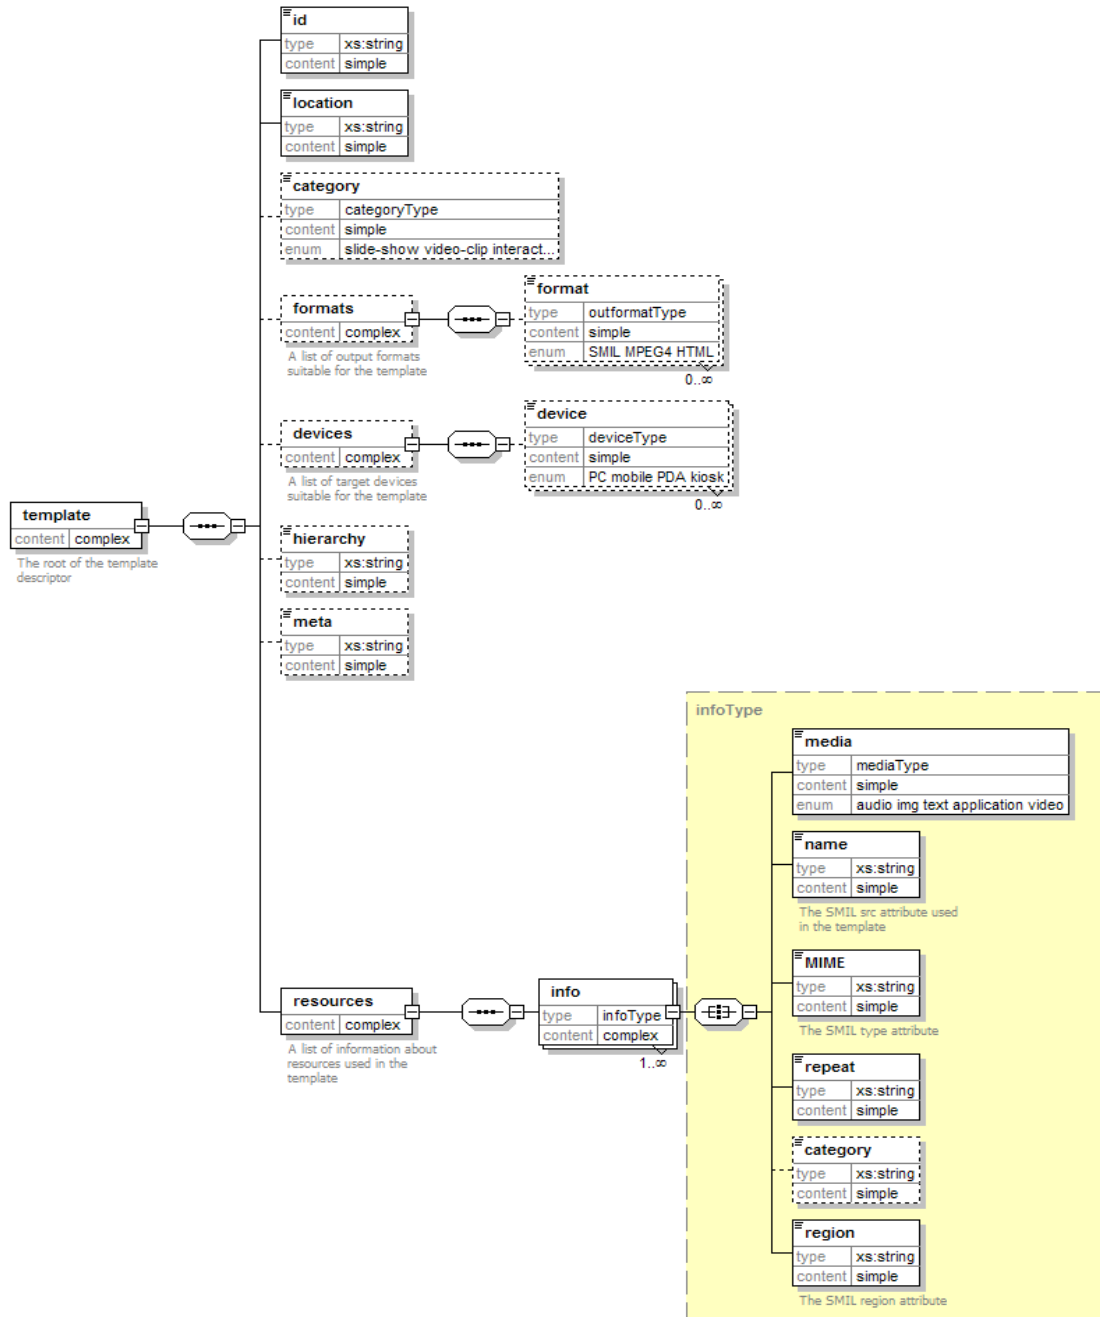 id
type xs:string
content simple
location
type xs:string
content simple
category
type categoryType
content simple
enum slide-show video-clip interact...
formats
content complex
A list of output formats
suitable for the template
format
type outformatType
content simple
enum SMIL MPEG4 HTML
0..∞
devices
content complex
A list of target devices
suitable for the template
device
type deviceType
content simple
enum PC mobile PDA kiosk
0..∞
template
content complex
The root of the template
descriptor
hierarchy
type xs:string
content simple
meta
type xs:string
content simple
resources
content complex
A list of information about
resources used in the
template
info
type infoType
content complex
1..∞
infoType
media
type mediaType
content simple
enum audio img text application video
name
type xs:string
content simple
The SMIL src attribute used
in the template
MIME
type xs:string
content simple
The SMIL type attribute
repeat
type xs:string
content simple
category
type xs:string
content simple
region
type xs:string
content simple
The SMIL region attribute